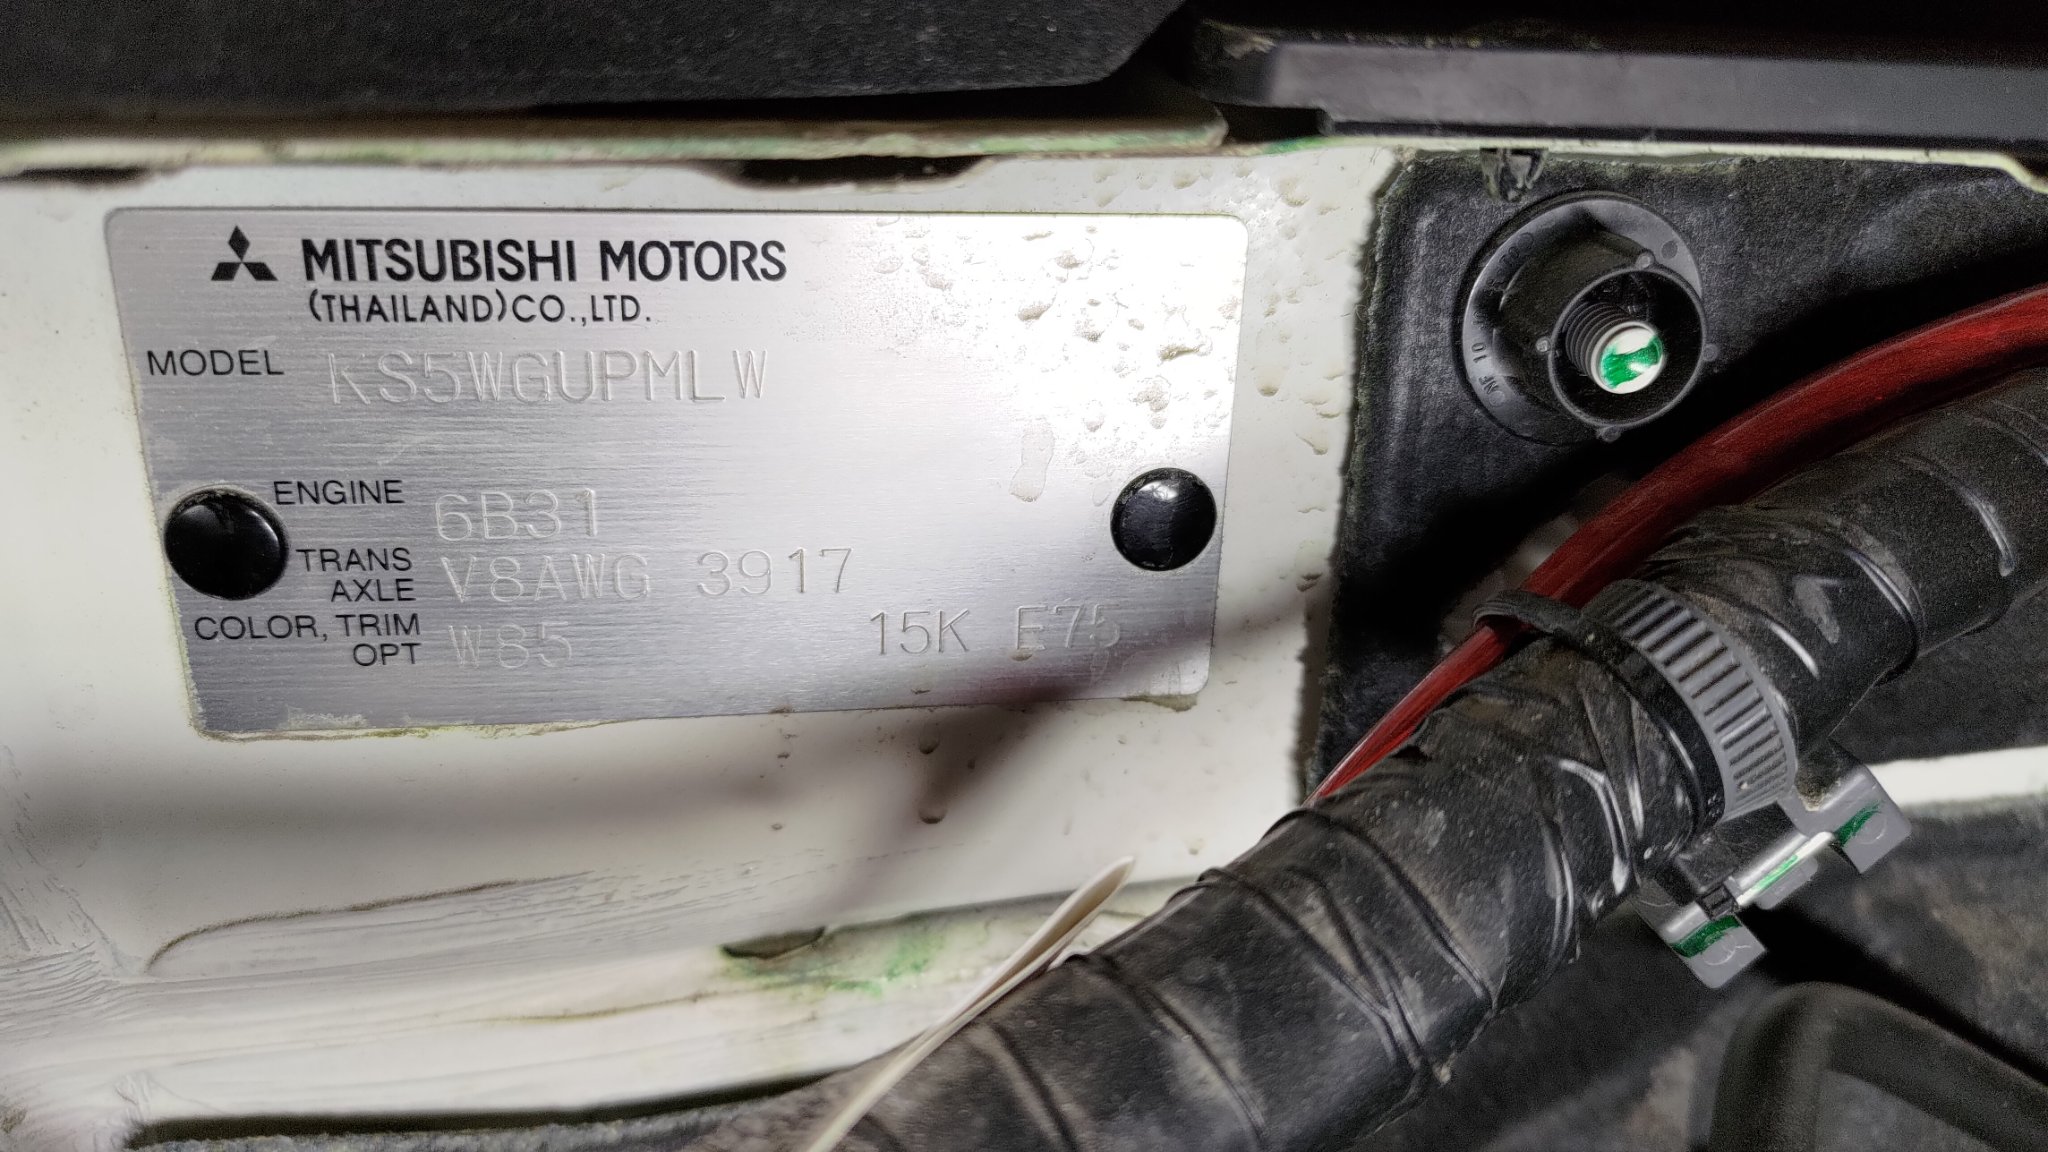 MITSUBISHI MOTORS
(THAILAND)CO.,LTD.
MODEL KS5WGUPMLW
ENGINE 6B31
TRANS AXLE V8AWG 3917
COLOR, TRIM OPT W85 15K E75